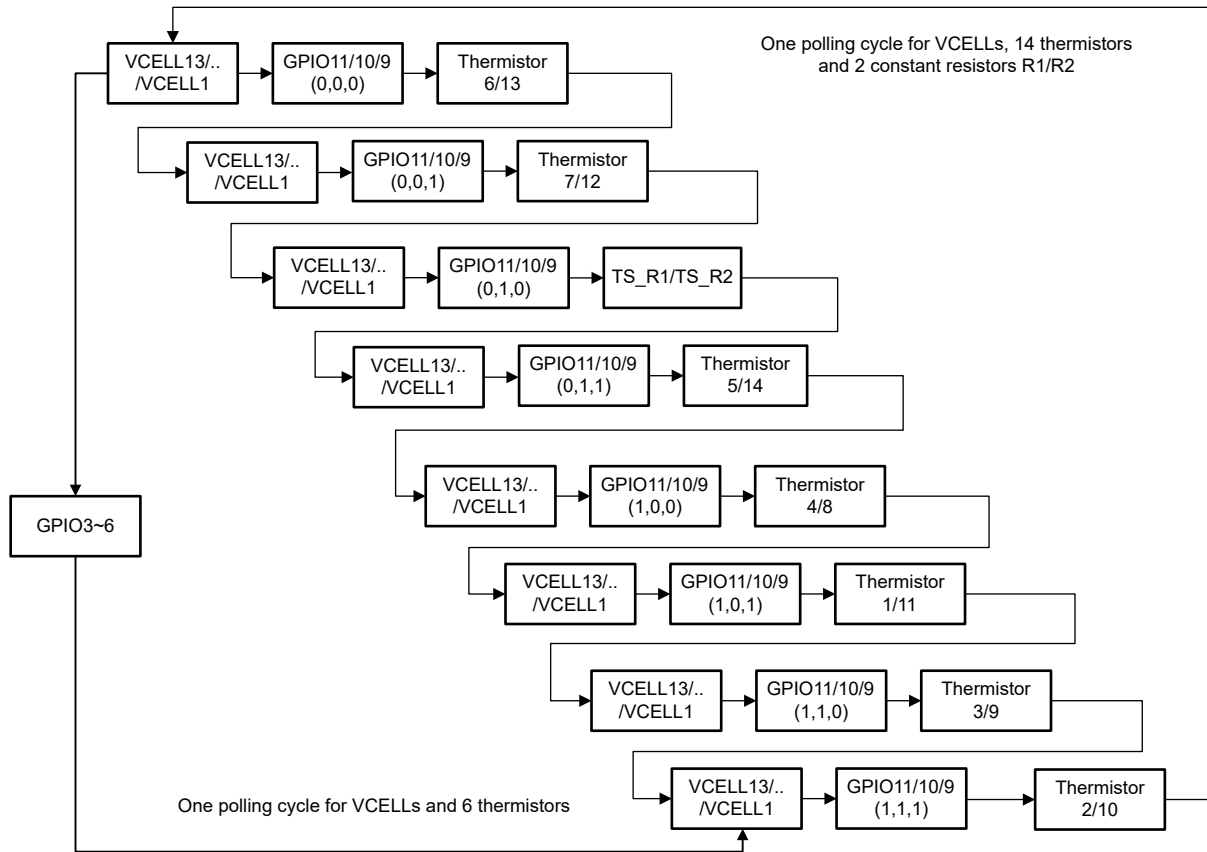 One polling cycle for VCELLs, 14 thermistors
and 2 constant resistors R1/R2
VCELL13/..
/VCELL1
GPIO11/10/9
(0,0,0)
Thermistor
6/13
VCELL13/..
/VCELL1
GPIO11/10/9
(0,0,1)
Thermistor
7/12
VCELL13/..
/VCELL1
GPIO11/10/9
(0,1,0)
TS_R1/TS_R2
VCELL13/..
/VCELL1
GPIO11/10/9
(0,1,1)
Thermistor
5/14
VCELL13/..
/VCELL1
GPIO11/10/9
(1,0,0)
Thermistor
4/8
GPIO3~6
VCELL13/..
/VCELL1
GPIO11/10/9
(1,0,1)
Thermistor
1/11
VCELL13/..
/VCELL1
GPIO11/10/9
(1,1,0)
Thermistor
3/9
VCELL13/..
/VCELL1
GPIO11/10/9
(1,1,1)
Thermistor
2/10
One polling cycle for VCELLs and 6 thermistors